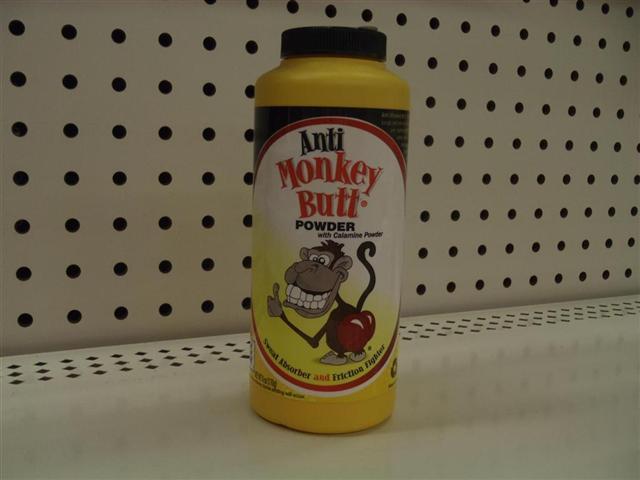 Anti
Monkey
Butt
POWDER
with Calamine Powder
Sweat Absorber and Friction Fighter